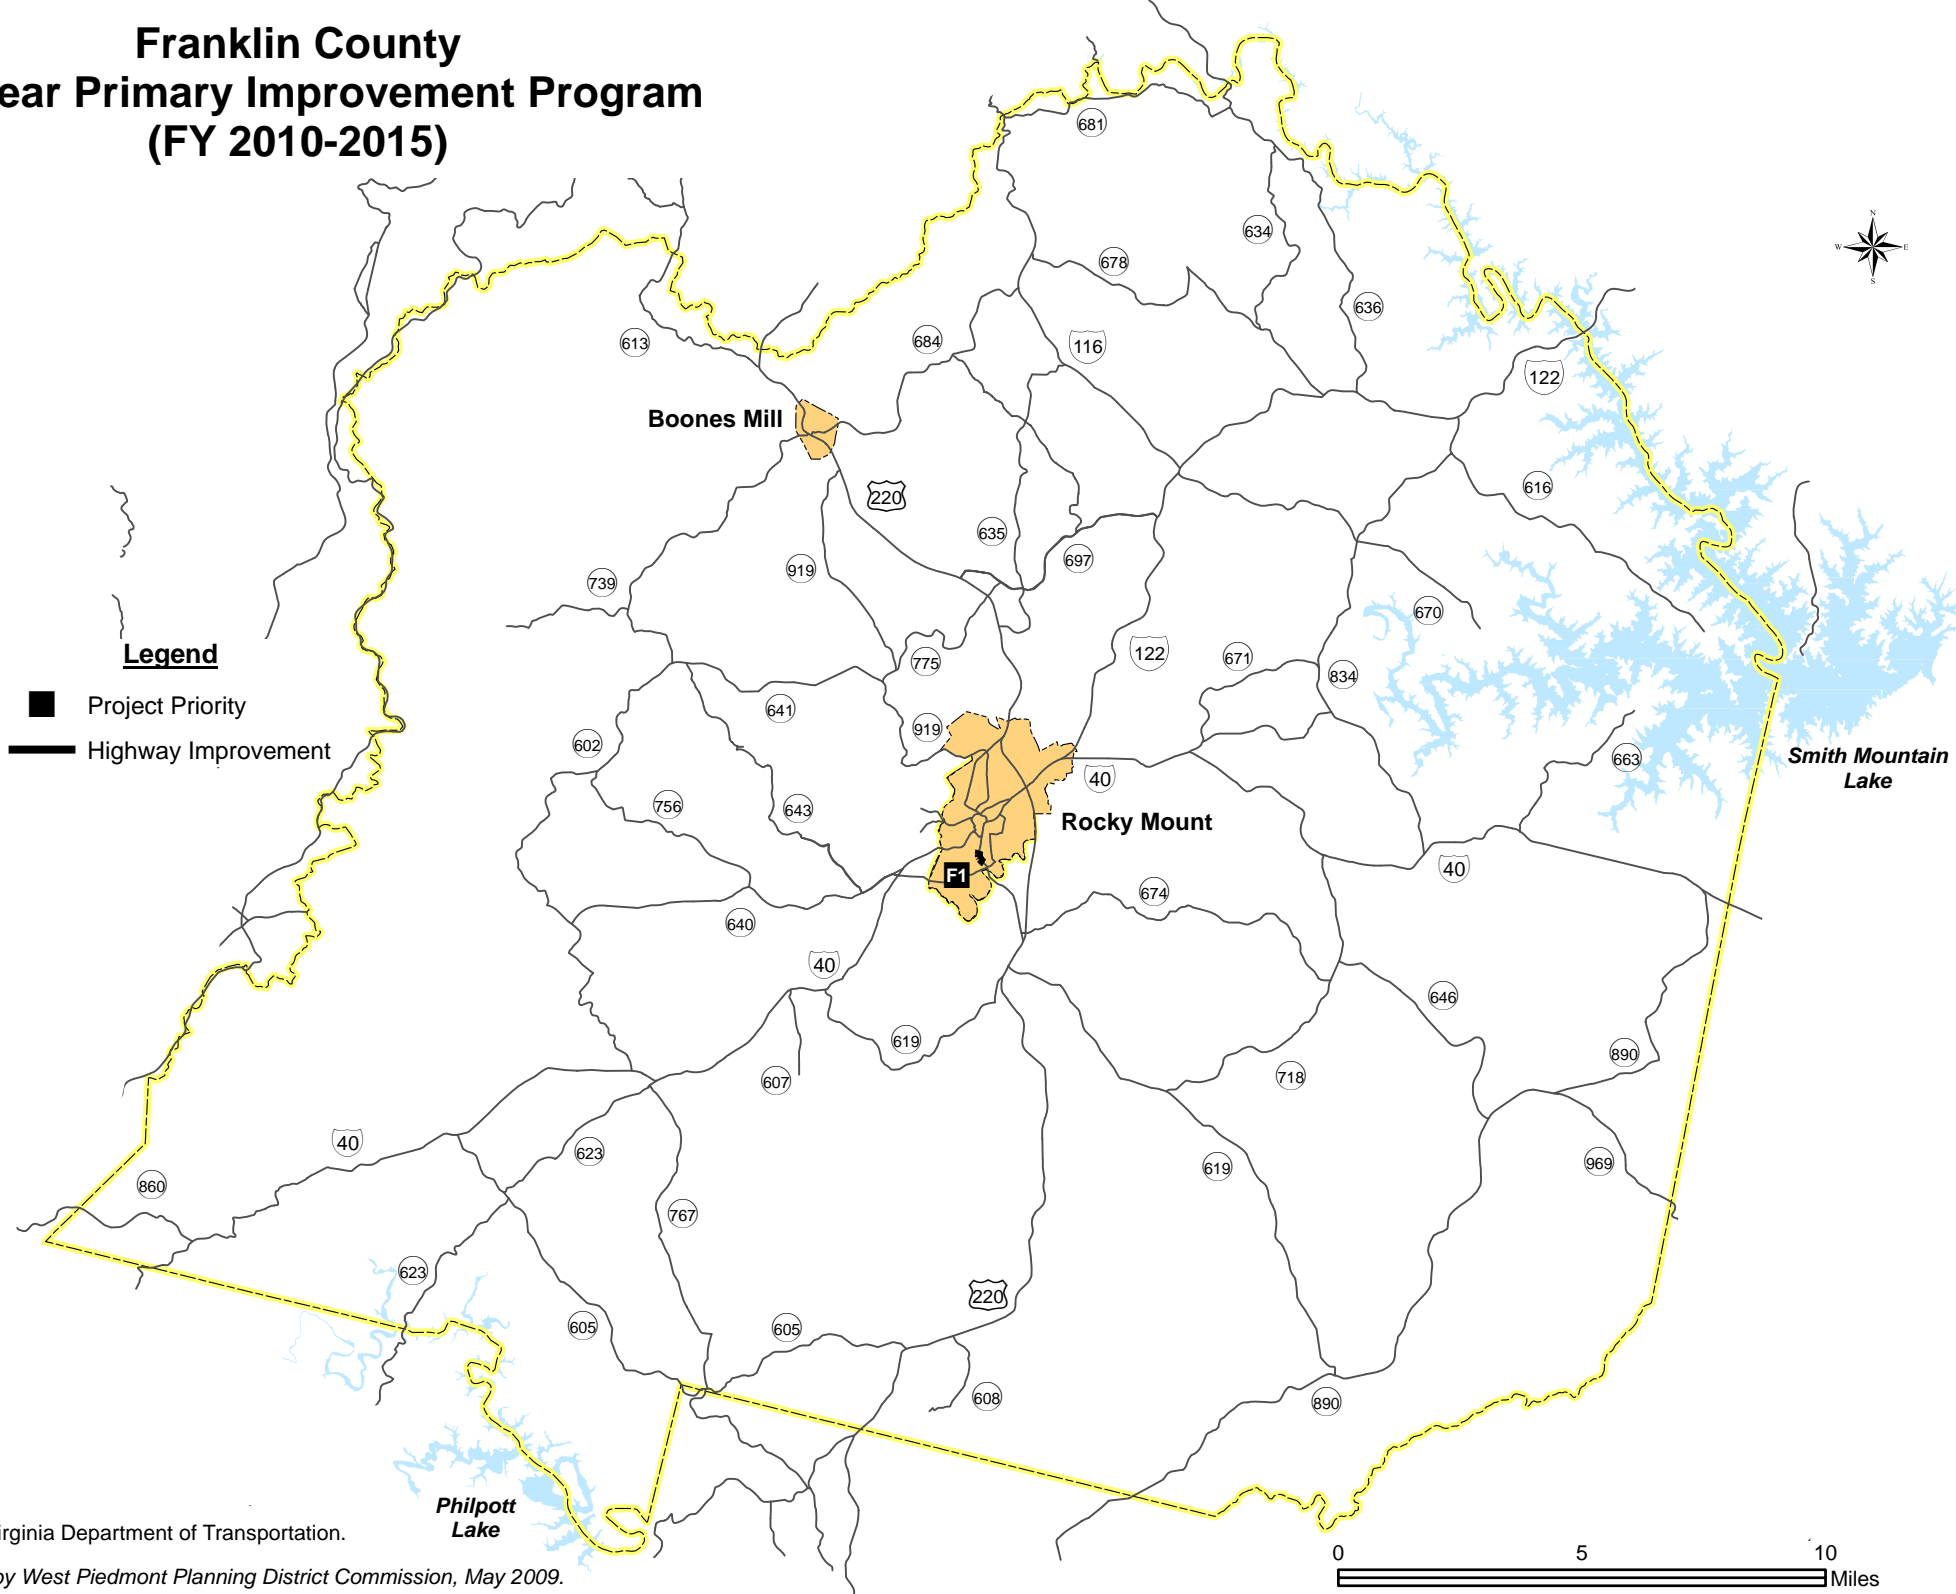 Franklin County
ear Primary Improvement Program
(FY 2010-2015)
681
634
N
W E
S
678
636
613
684
116
122
Boones Mill
220
616
635
697
919
739
670
Legend
122
671
775
834
Project Priority
641
919
Highway Improvement
602
663
Smith Mountain
Lake
40
756
643
Rocky Mount
F1
40
674
640
40
646
619
890
607
718
40
623
619
969
860
767
623
220
605
605
608
890
Philpott
Lake
irginia Department of Transportation.
by West Piedmont Planning District Commission, May 2009.
0 5 10
Miles